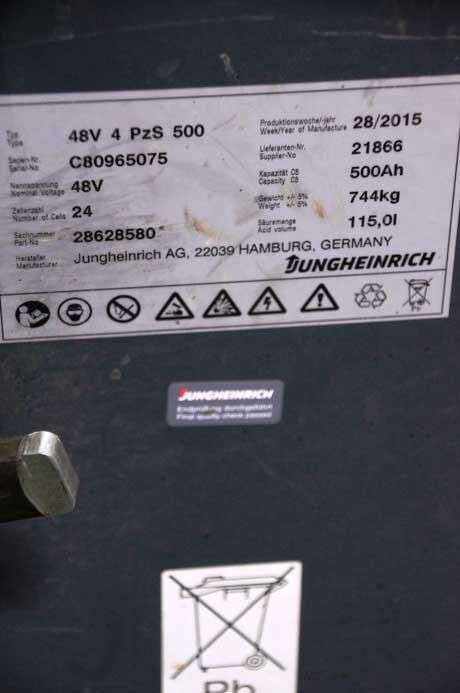 Typ
Type
48V 4 PzS 500
Produktionswoche/-jahr
Week/Year of Manufacture
28/2015
Serien-Nr.
Serial-No
C80965075
Lieferanten-Nr.
Supplier-No
21866
Nennspannung
Nominal Voltage
48V
Kapazität C5
Capacity C5
500Ah
Zellenzahl
Number of Cells
24
Gewicht +/- 5%
Weight +/- 5%
744kg
Sachnummer
Part-No
28628580
Säuremenge
Acid volume
115,0l
Hersteller
Manufacturer
Jungheinrich AG, 22039 HAMBURG, GERMANY
JUNGHEINRICH
Pb
JUNGHEINRICH
Endprüfung durchgeführt
Final quality check passed
Pb